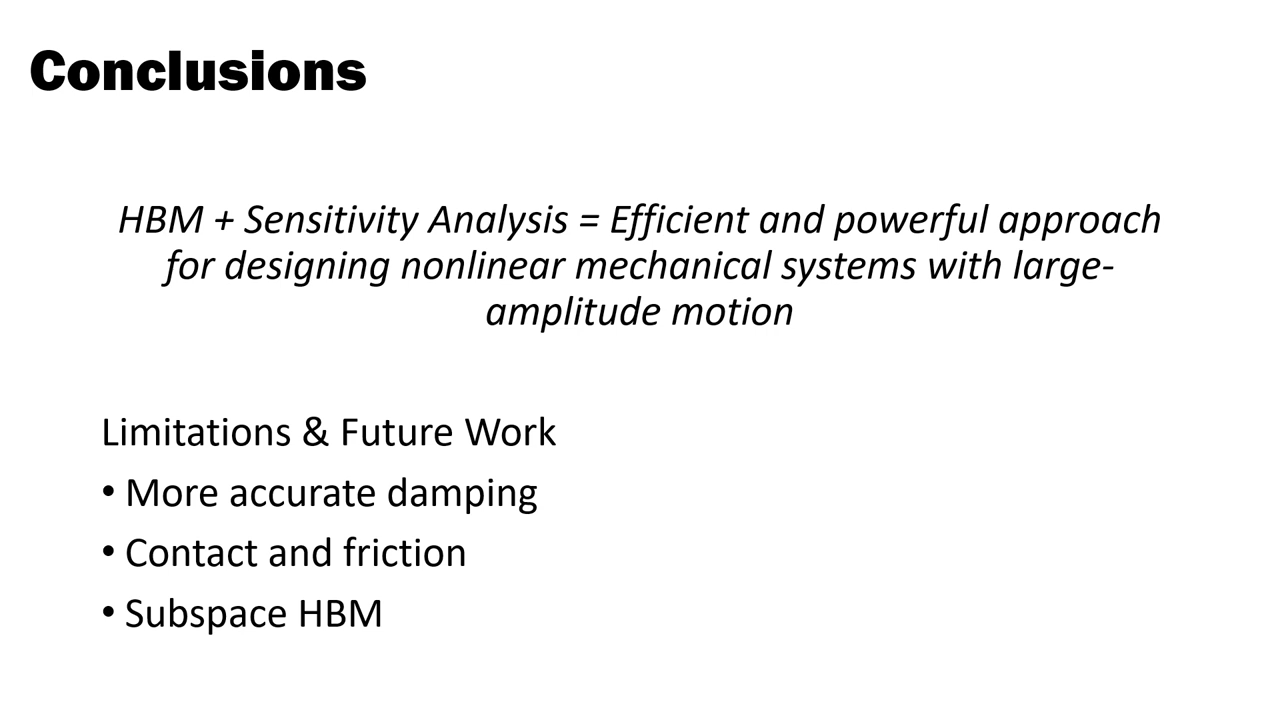 Conclusions
HBM + Sensitivity Analysis = Efficient and powerful approach
for designing nonlinear mechanical systems with large-
amplitude motion
Limitations & Future Work
• More accurate damping
• Contact and friction
• Subspace HBM